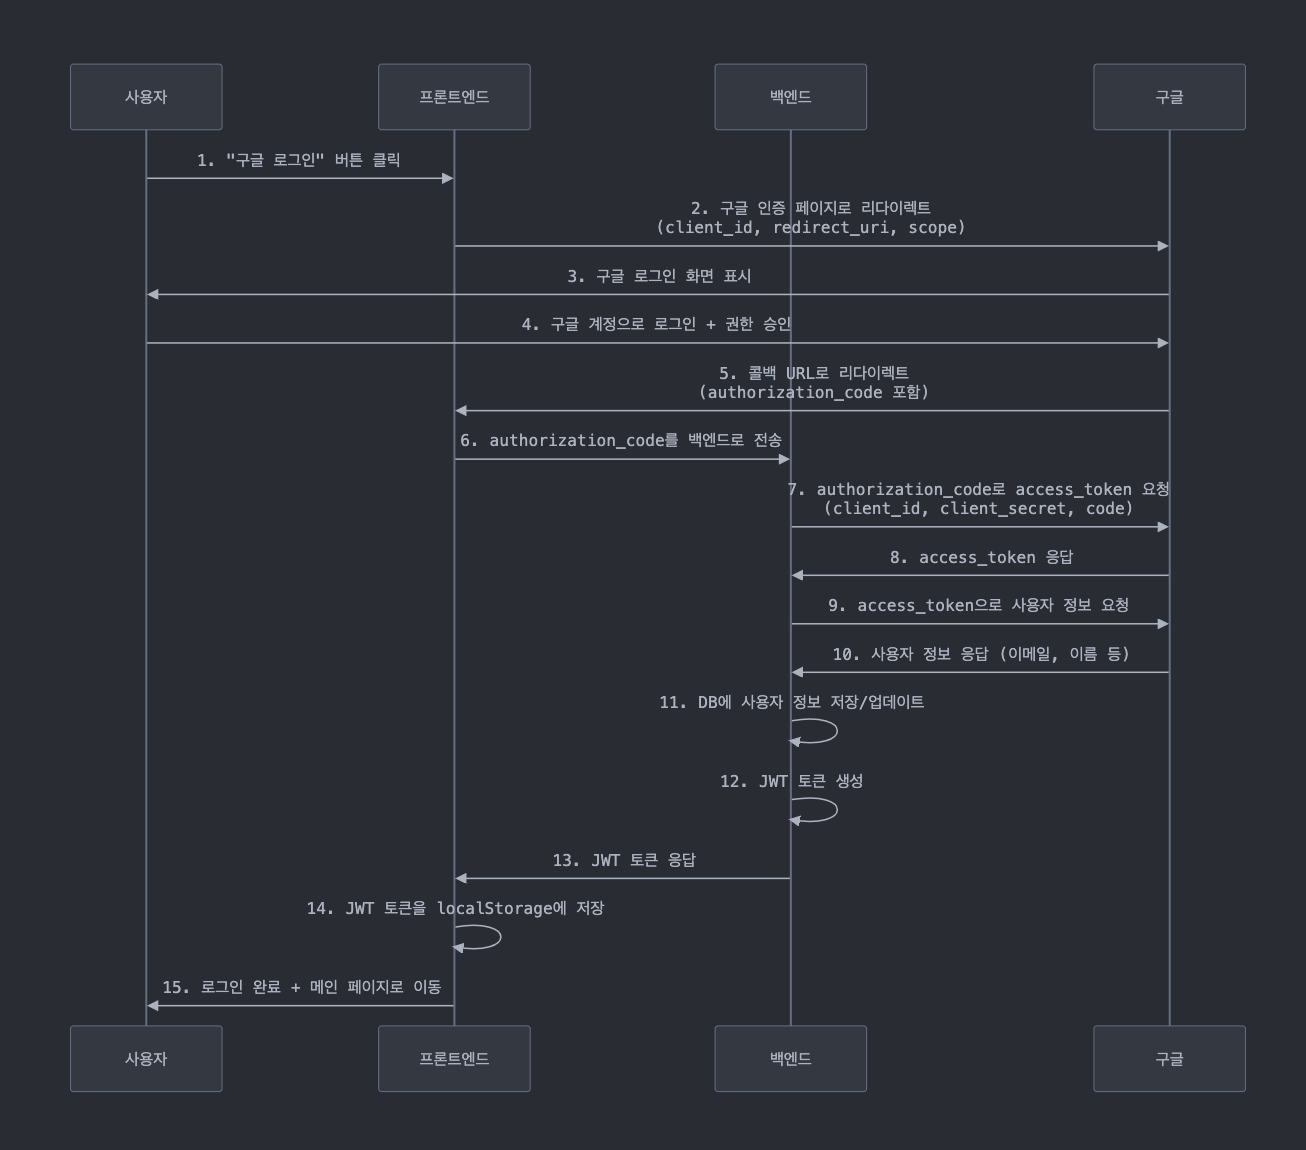 사용자
프론트엔드
백엔드
구글
1. "구글 로그인" 버튼 클릭
2. 구글 인증 페이지로 리다이렉트
(client_id, redirect_uri, scope)
3. 구글 로그인 화면 표시
4. 구글 계정으로 로그인 + 권한 승인
5. 콜백 URL로 리다이렉트
(authorization_code 포함)
6. authorization_code를 백엔드로 전송
7. authorization_code로 access_token 요청
(client_id, client_secret, code)
8. access_token 응답
9. access_token으로 사용자 정보 요청
10. 사용자 정보 응답 (이메일, 이름 등)
11. DB에 사용자 정보 저장/업데이트
12. JWT 토큰 생성
13. JWT 토큰 응답
14. JWT 토큰을 localStorage에 저장
15. 로그인 완료 + 메인 페이지로 이동
사용자
프론트엔드
백엔드
구글